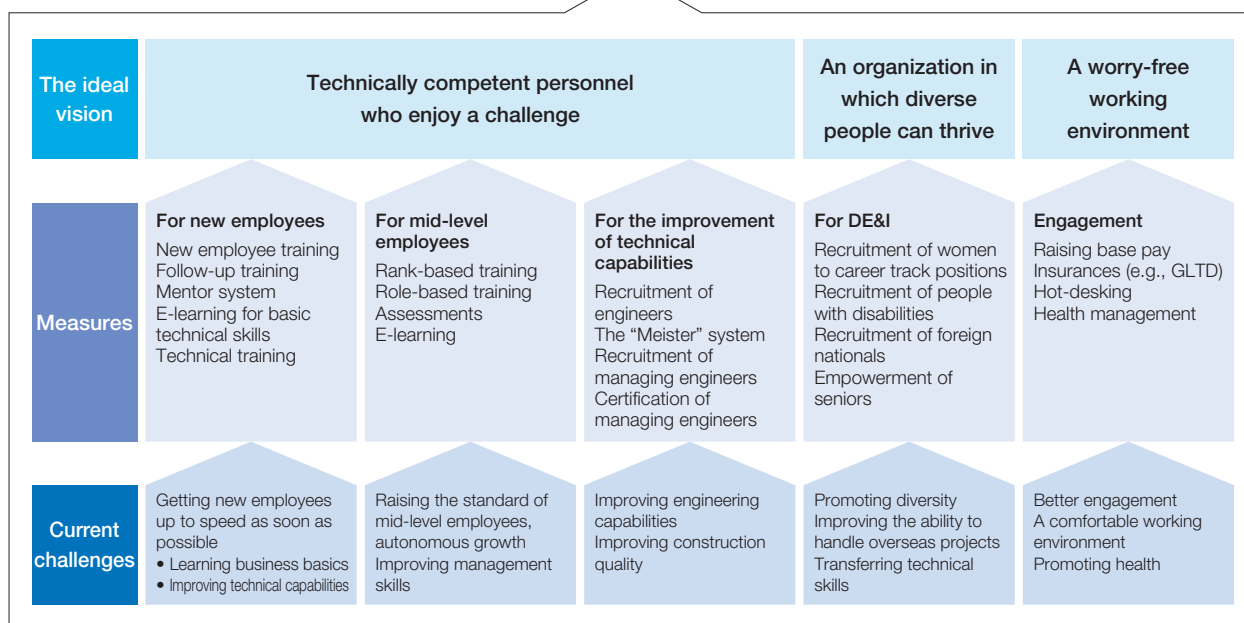 The ideal
vision
Technically competent personnel
who enjoy a challenge
An organization in
which diverse
people can thrive
A worry-free
working
environment
Measures
For new employees
New employee training
Follow-up training
Mentor system
E-learning for basic
technical skills
Technical training
For mid-level
employees
Rank-based training
Role-based training
Assessments
E-learning
For the improvement
of technical
capabilities
Recruitment of
engineers
The “Meister” system
Recruitment of
managing engineers
Certification of
managing engineers
For DE&I
Recruitment of women
to career track positions
Recruitment of people
with disabilities
Recruitment of foreign
nationals
Empowerment of
seniors
Engagement
Raising base pay
Insurances (e.g., GLTD)
Hot-desking
Health management
Current
challenges
Getting new employees
up to speed as soon as
possible
• Learning business basics
• Improving technical capabilities
Raising the standard of
mid-level employees,
autonomous growth
Improving management
skills
Improving engineering
capabilities
Improving construction
quality
Promoting diversity
Improving the ability to
handle overseas projects
Transferring technical
skills
Better engagement
A comfortable working
environment
Promoting health